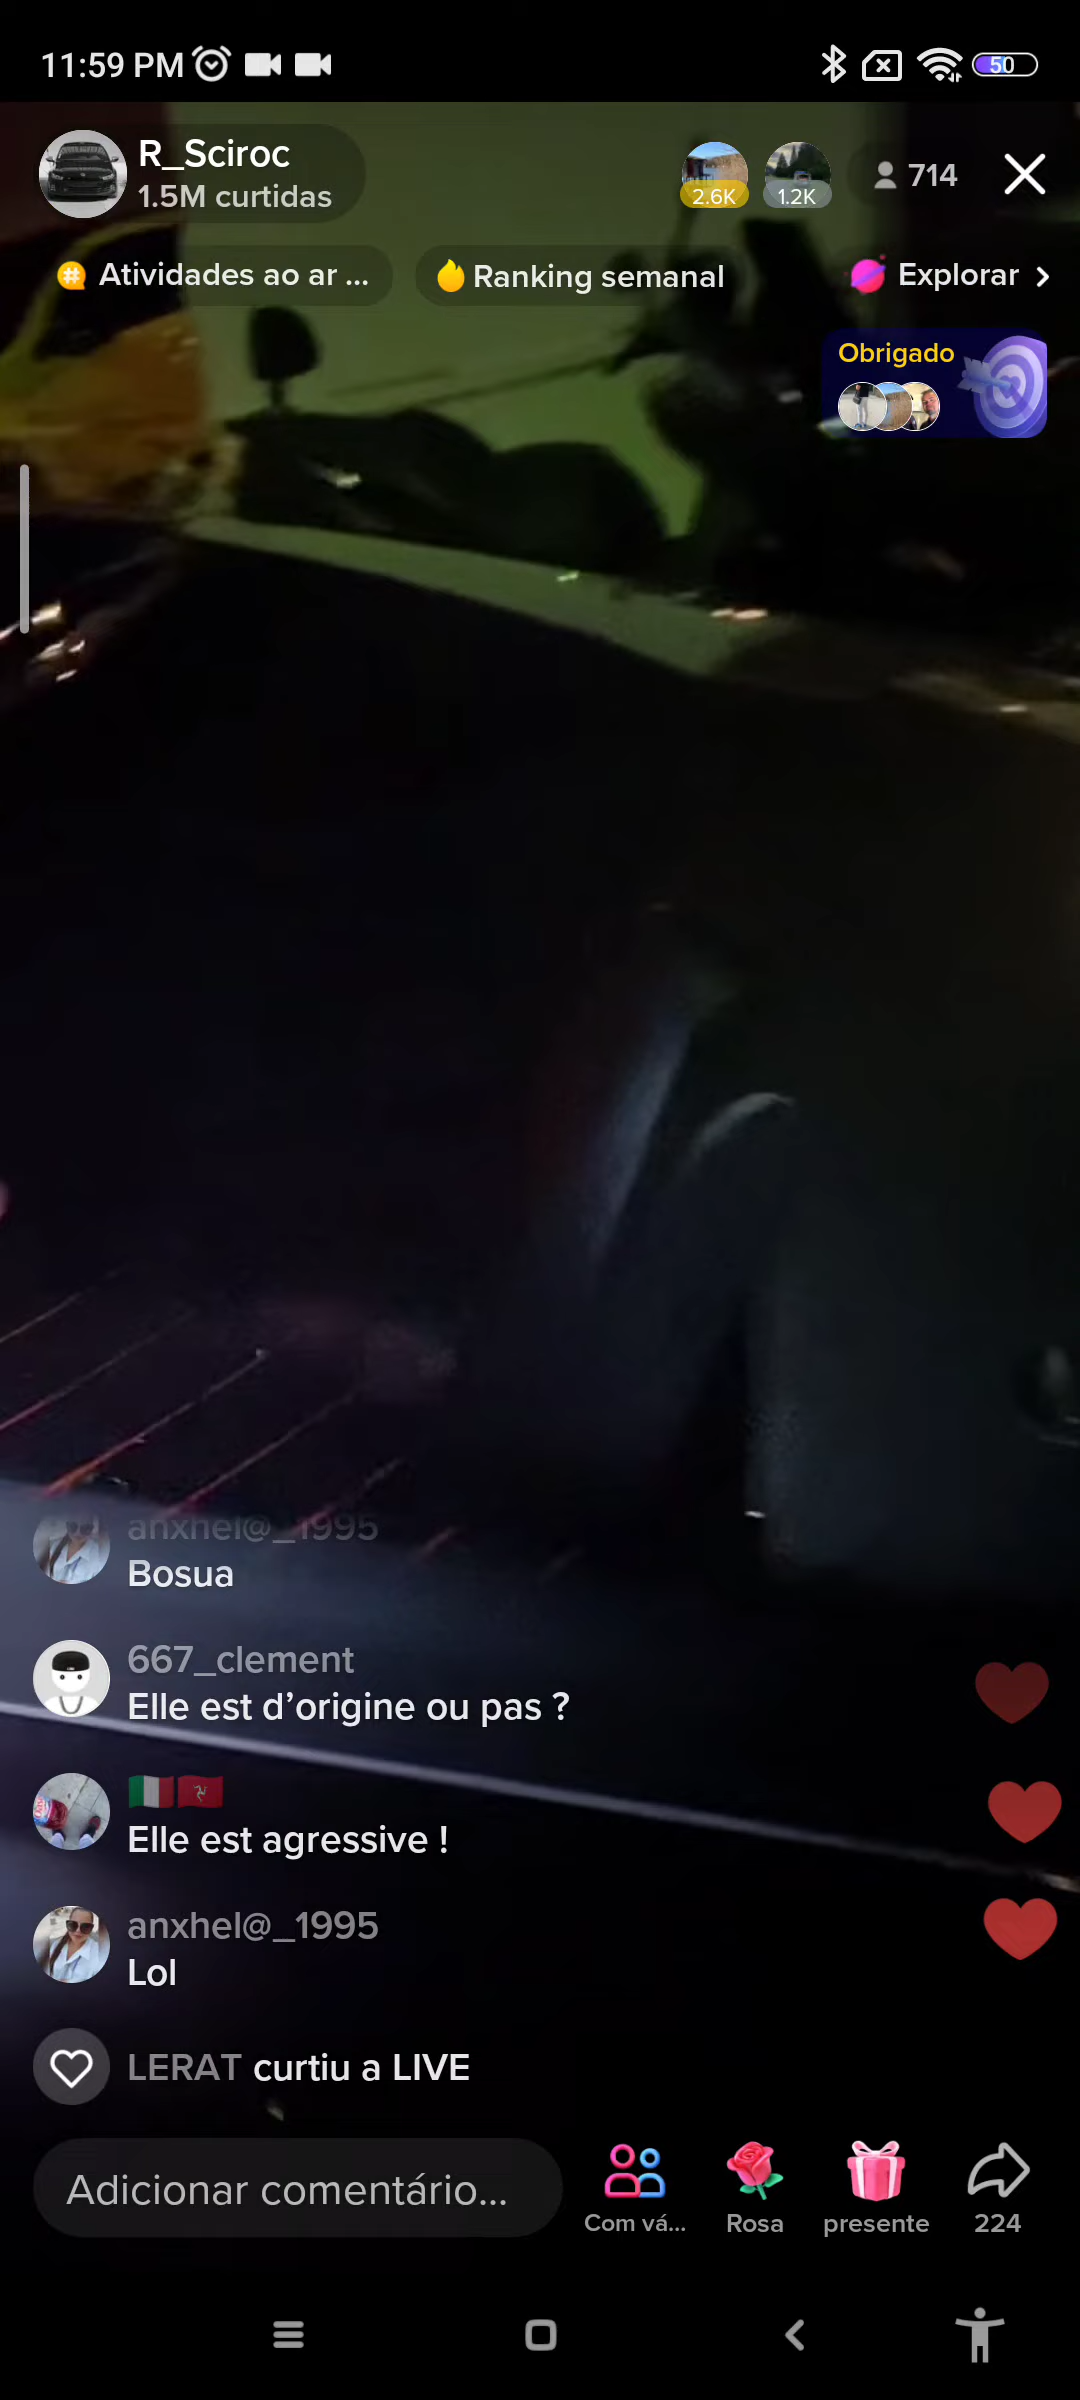 11:59 PM
50
R_Sciroc
1.5M curtidas
2.6K
1.2K
714
Atividades ao ar ...
Ranking semanal
Explorar
Obrigado
anxhel@_1995
Bosua
667_clement
Elle est d’origine ou pas ?
Elle est agressive !
anxhel@_1995
Lol
LERAT curtiu a LIVE
Adicionar comentário...
Com vá...
Rosa
presente
224